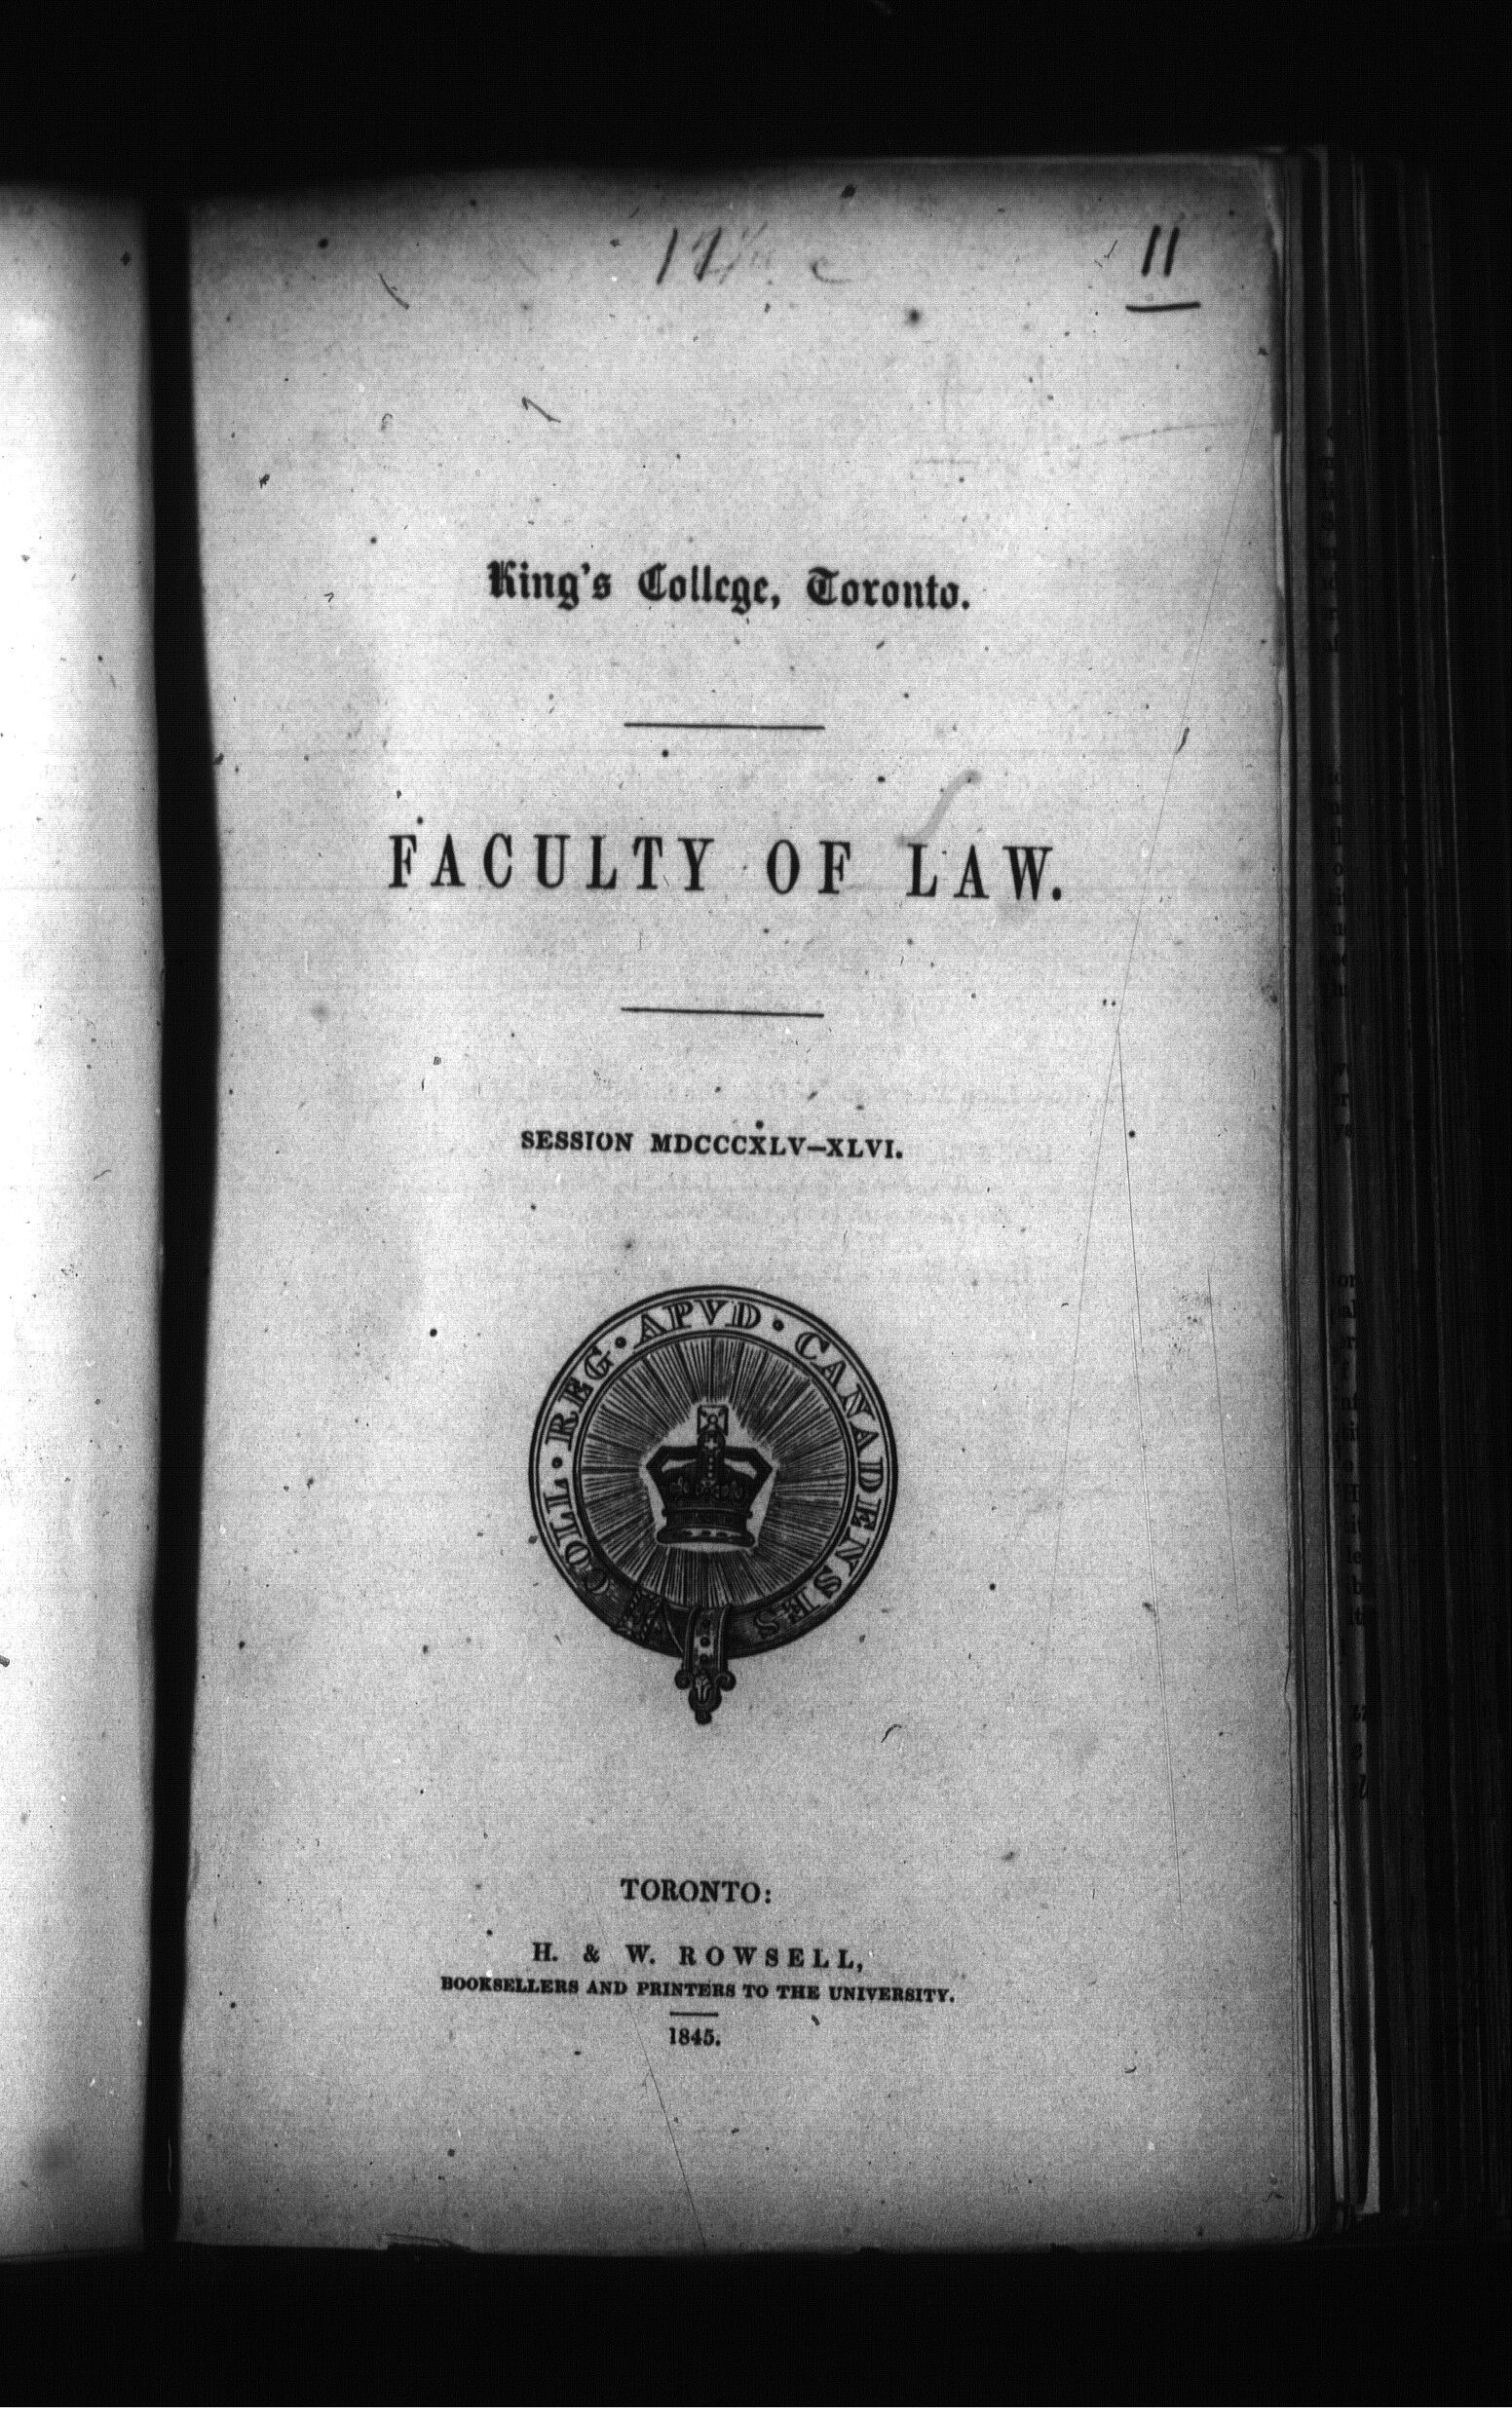 11
King's College, Toronto.
FACULTY OF LAW.
SESSION MDCCCXLV–XLVI.
COLL · REG · APVD · CANADENSES
TORONTO:
H. & W. ROWSELL,
BOOKSELLERS AND PRINTERS TO THE UNIVERSITY.
1845.